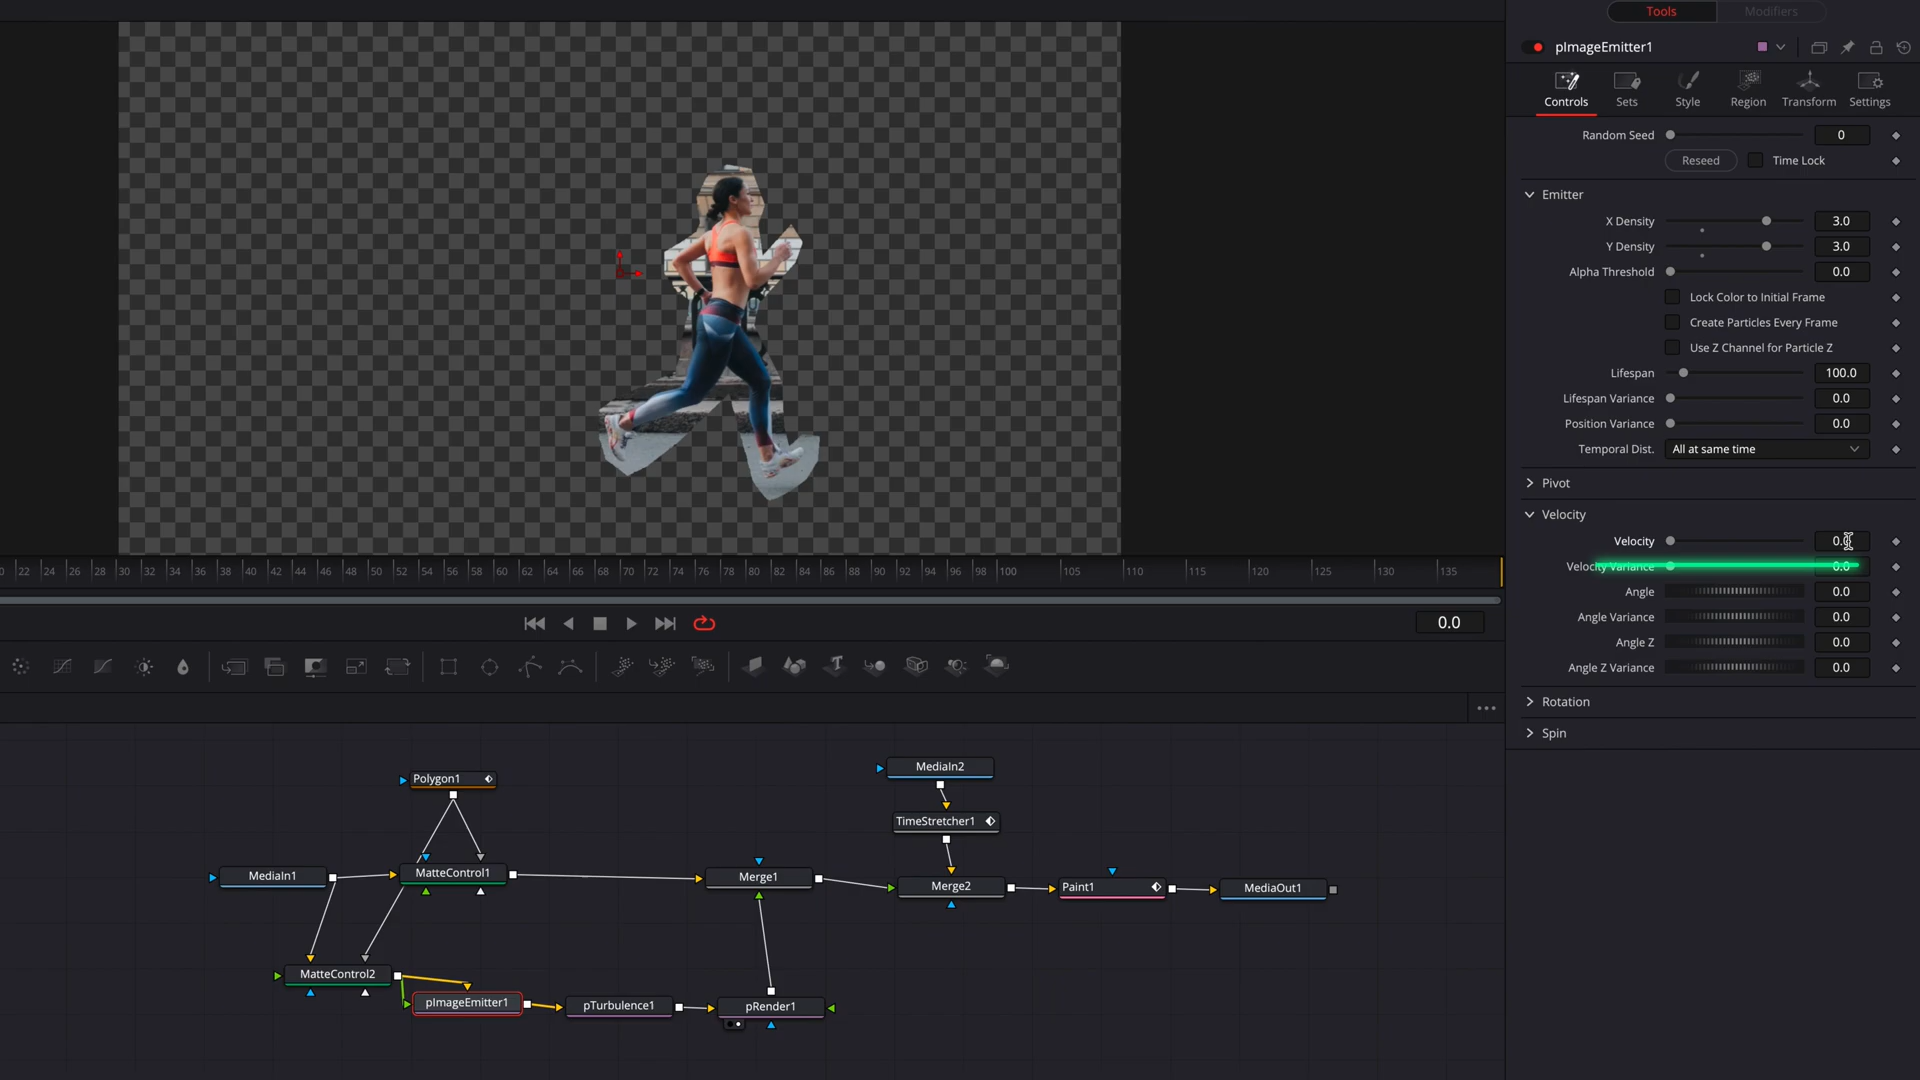 Tools Modifiers
pImageEmitter1
Controls Sets Style Region Transform Settings
Random Seed 0
Reseed Time Lock
Emitter
X Density 3.0
Y Density 3.0
Alpha Threshold 0.0
Lock Color to Initial Frame
Create Particles Every Frame
Use Z Channel for Particle Z
Lifespan 100.0
Lifespan Variance 0.0
Position Variance 0.0
Temporal Dist. All at same time
Pivot
Velocity
Velocity 0.0
Velocity Variance 0.0
Angle 0.0
Angle Variance 0.0
Angle Z 0.0
Angle Z Variance 0.0
Rotation
Spin
0 22 24 26 28 30 32 34 36 38 40 42 44 46 48 50 52 54 56 58 60 62 64 66 68 70 72 74 76 78 80 82 84 86 88 90 92 94 96 98 100 105 110 115 120 125 130 135
0.0
Polygon1
MediaIn2
TimeStretcher1
MediaIn1
MatteControl1
Merge1
Merge2
Paint1
MediaOut1
MatteControl2
pImageEmitter1
pTurbulence1
pRender1